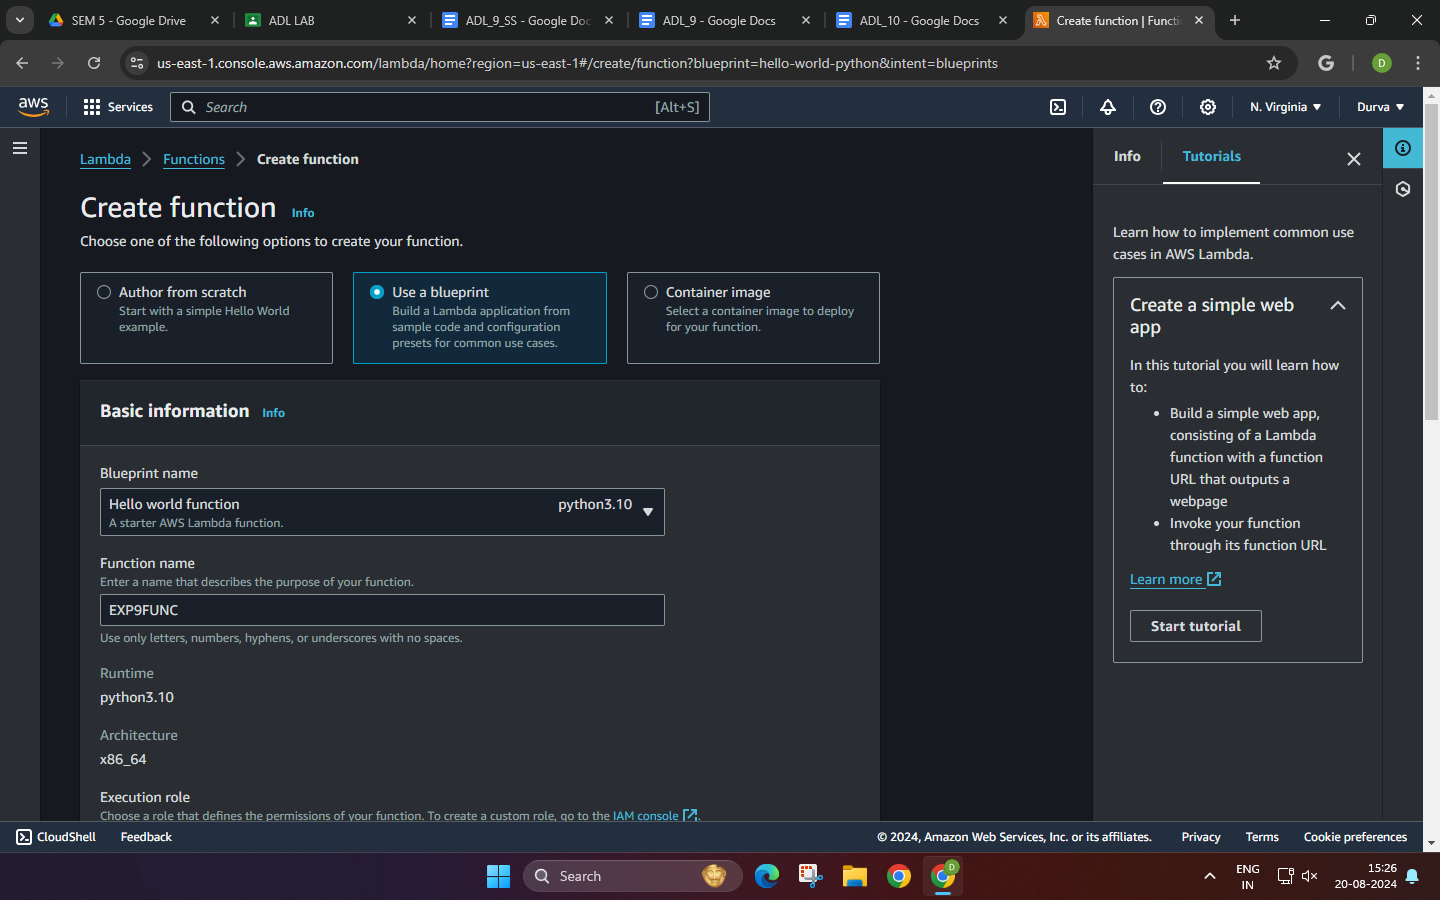 SEM 5 - Google Drive
ADL LAB
ADL_9_SS - Google Doc
ADL_9 - Google Docs
ADL_10 - Google Docs
Create function | Functi
us-east-1.console.aws.amazon.com/lambda/home?region=us-east-1#/create/function?blueprint=hello-world-python&intent=blueprints
G
D
aws
Services
Search
[Alt+S]
N. Virginia
Durva
Lambda
Functions
Create function
Create function
Info
Choose one of the following options to create your function.
Author from scratch
Start with a simple Hello World
example.
Use a blueprint
Build a Lambda application from
sample code and configuration
presets for common use cases.
Container image
Select a container image to deploy
for your function.
Basic information
Info
Blueprint name
Hello world function
python3.10
A starter AWS Lambda function.
Function name
Enter a name that describes the purpose of your function.
EXP9FUNC
Use only letters, numbers, hyphens, or underscores with no spaces.
Runtime
python3.10
Architecture
x86_64
Execution role
Choose a role that defines the permissions of your function. To create a custom role, go to the IAM console.
Info
Tutorials
Learn how to implement common use
cases in AWS Lambda.
Create a simple web
app
In this tutorial you will learn how
to:
• Build a simple web app,
consisting of a Lambda
function with a function
URL that outputs a
webpage
• Invoke your function
through its function URL
Learn more
Start tutorial
CloudShell
Feedback
© 2024, Amazon Web Services, Inc. or its affiliates.
Privacy
Terms
Cookie preferences
Search
D
ENG
IN
15:26
20-08-2024